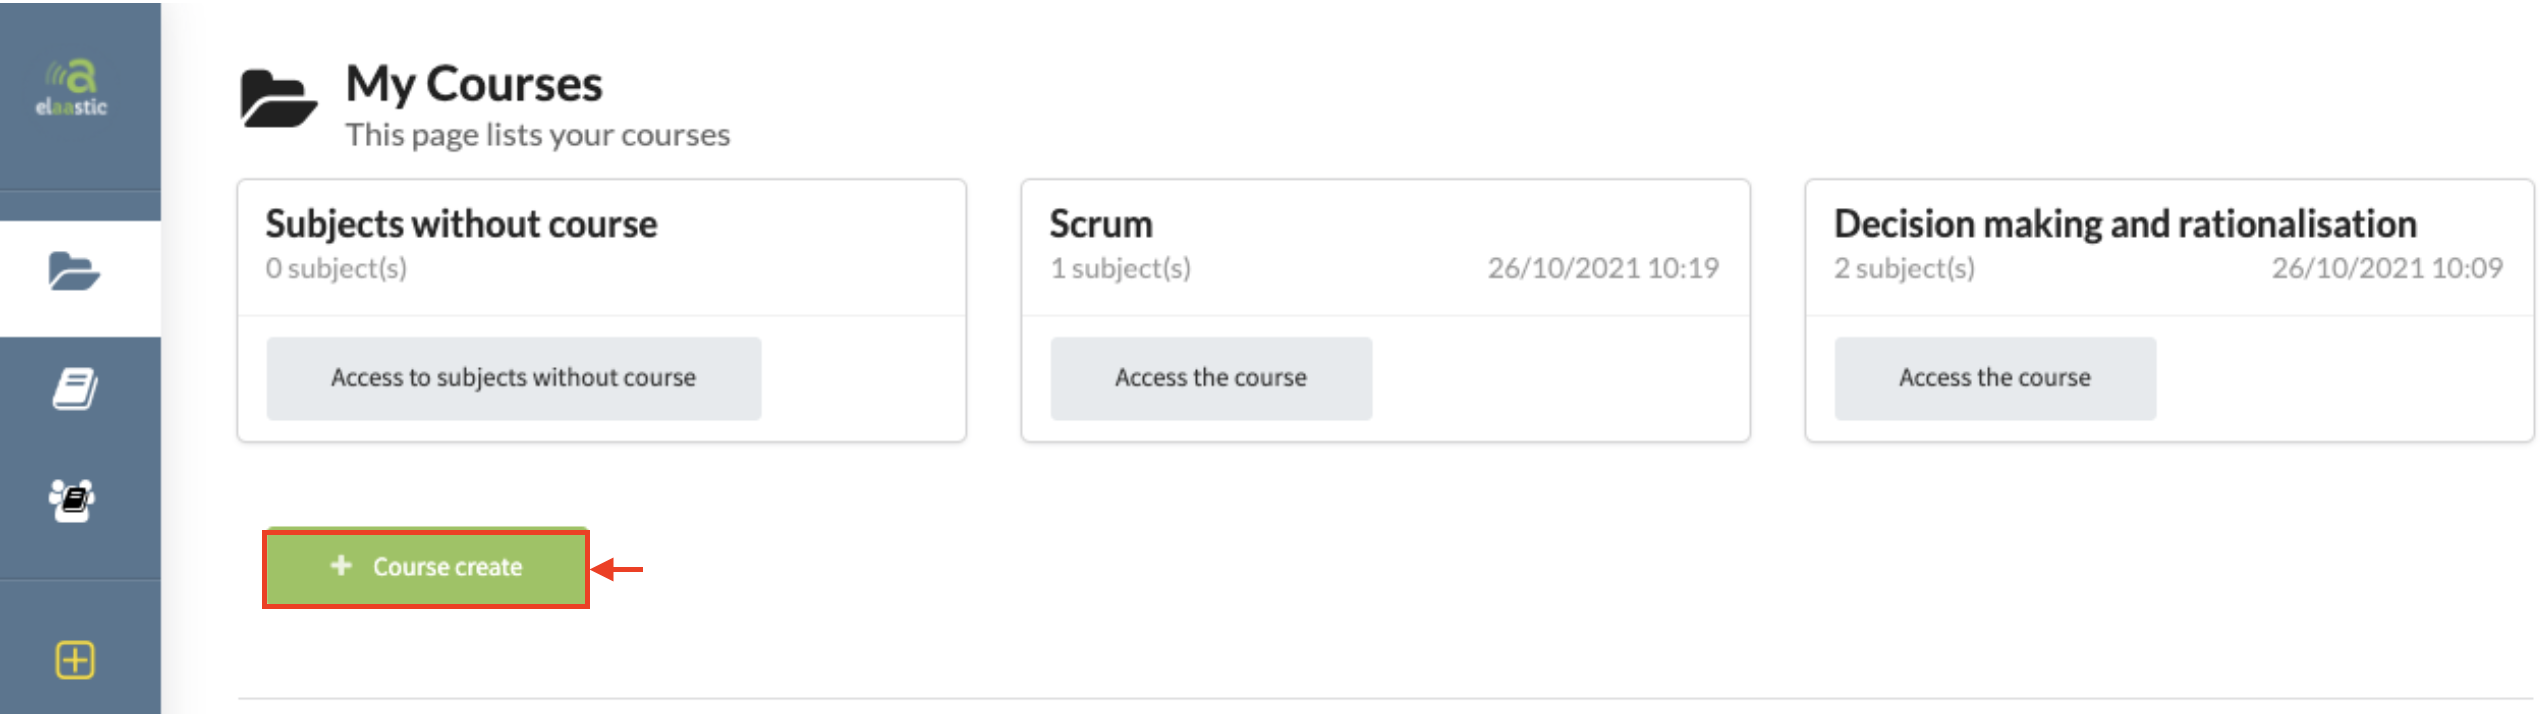 elaastic
My Courses
This page lists your courses
Subjects without course
0 subject(s)
Access to subjects without course
Scrum
1 subject(s) 26/10/2021 10:19
Access the course
Decision making and rationalisation
2 subject(s) 26/10/2021 10:09
Access the course
+ Course create